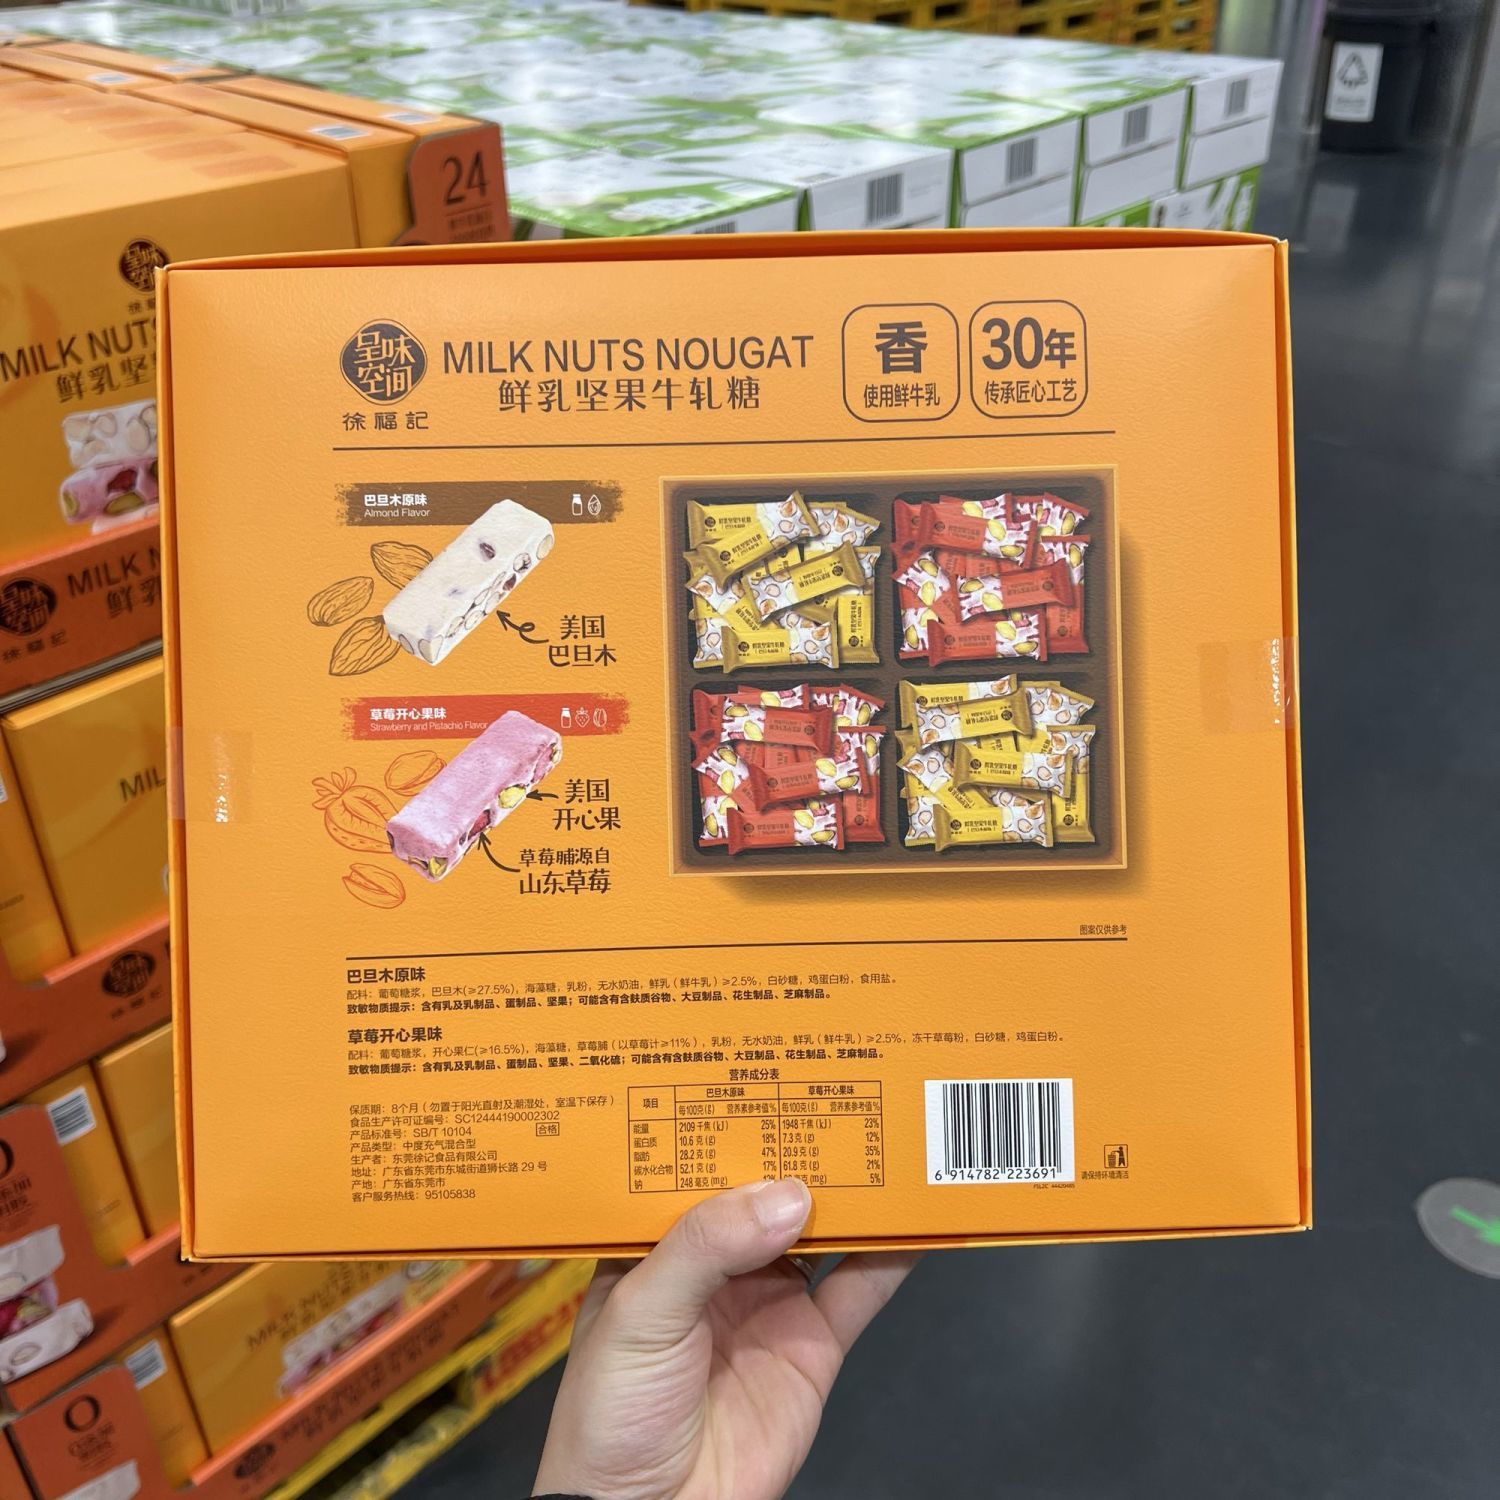 24
呈味
空间
徐福記
MILK NUTS NOUGAT
鲜乳坚果牛轧糖
香
使用鲜牛乳
30年
传承匠心工艺
巴旦木原味
Almond Flavor
美国
巴旦木
草莓开心果味
Strawberry and Pistachio Flavor
美国
开心果
草莓脯源自
山东草莓
图案仅供参考
巴旦木原味
配料：葡萄糖浆，巴旦木(≥27.5%)，海藻糖，乳粉，无水奶油，鲜乳（鲜牛乳）≥2.5%，白砂糖，鸡蛋白粉，食用盐。
致敏物质提示：含有乳及乳制品、蛋制品、坚果；可能含有含麸质谷物、大豆制品、花生制品、芝麻制品。
草莓开心果味
配料：葡萄糖浆，开心果仁(≥16.5%)，海藻糖，草莓脯（以草莓计≥11%），乳粉，无水奶油，鲜乳（鲜牛乳）≥2.5%，冻干草莓粉，白砂糖，鸡蛋白粉。
致敏物质提示：含有乳及乳制品、蛋制品、坚果、二氧化硫；可能含有含麸质谷物、大豆制品、花生制品、芝麻制品。
保质期：8个月（勿置于阳光直射及潮湿处，室温下保存）
食品生产许可证编号：SC12444190002302
产品标准号：SB/T 10104 合格
产品类型：中度充气混合型
生产者：东莞徐记食品有限公司
地址：广东省东莞市东城街道狮长路 29 号
产地：广东省东莞市
客户服务热线：95105838
营养成分表
项目 巴旦木原味 草莓开心果味
每100克(g) 营养素参考值% 每100克(g) 营养素参考值%
能量 2109 千焦 (kJ) 25% 1948 千焦 (kJ) 23%
蛋白质 10.6 克 (g) 18% 7.3 克 (g) 12%
脂肪 28.2 克 (g) 47% 20.9 克 (g) 35%
碳水化合物 52.1 克 (g) 17% 61.8 克 (g) 21%
钠 248 毫克 (mg) 12% 克 (mg) 5%
6 914782 223691
请保持环境清洁